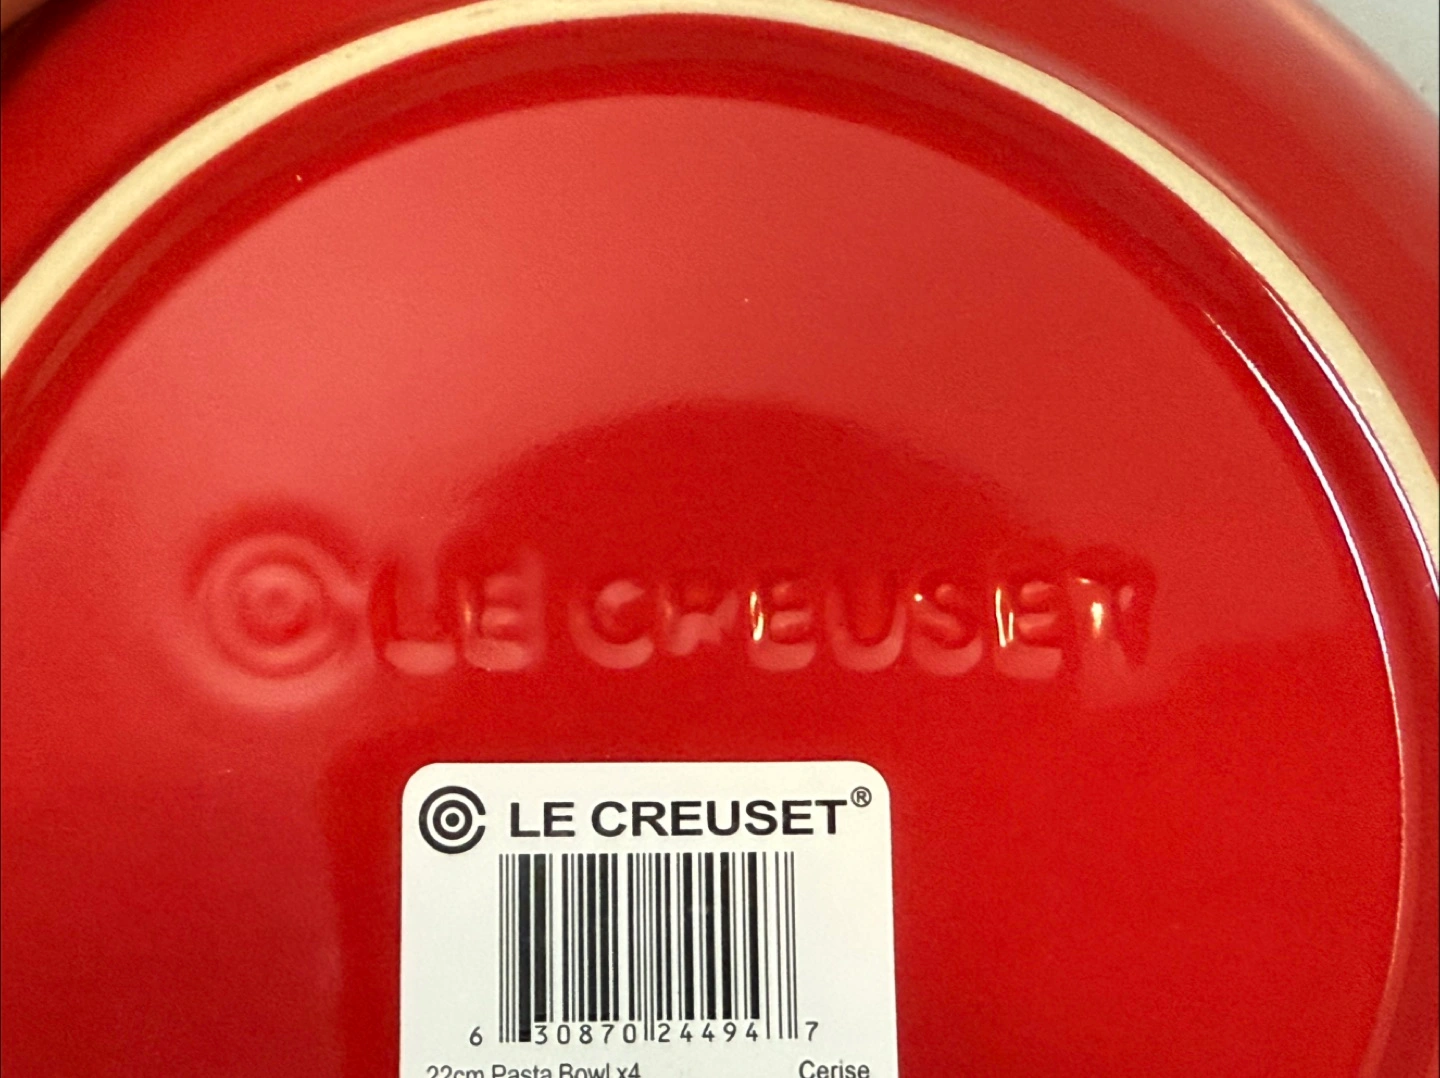 LE CREUSET
LE CREUSET®
6 30870 24494 7
22cm Pasta Bowl x4 Cerise